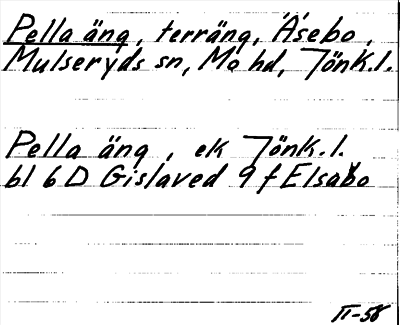 Pella äng, terräng, Åsebo,
Mulseryds sn, Mo hd, Jönk.l.
Pella äng, ek Jönk.l.
bl 6 D Gislaved 9 f Elsabo
II-58